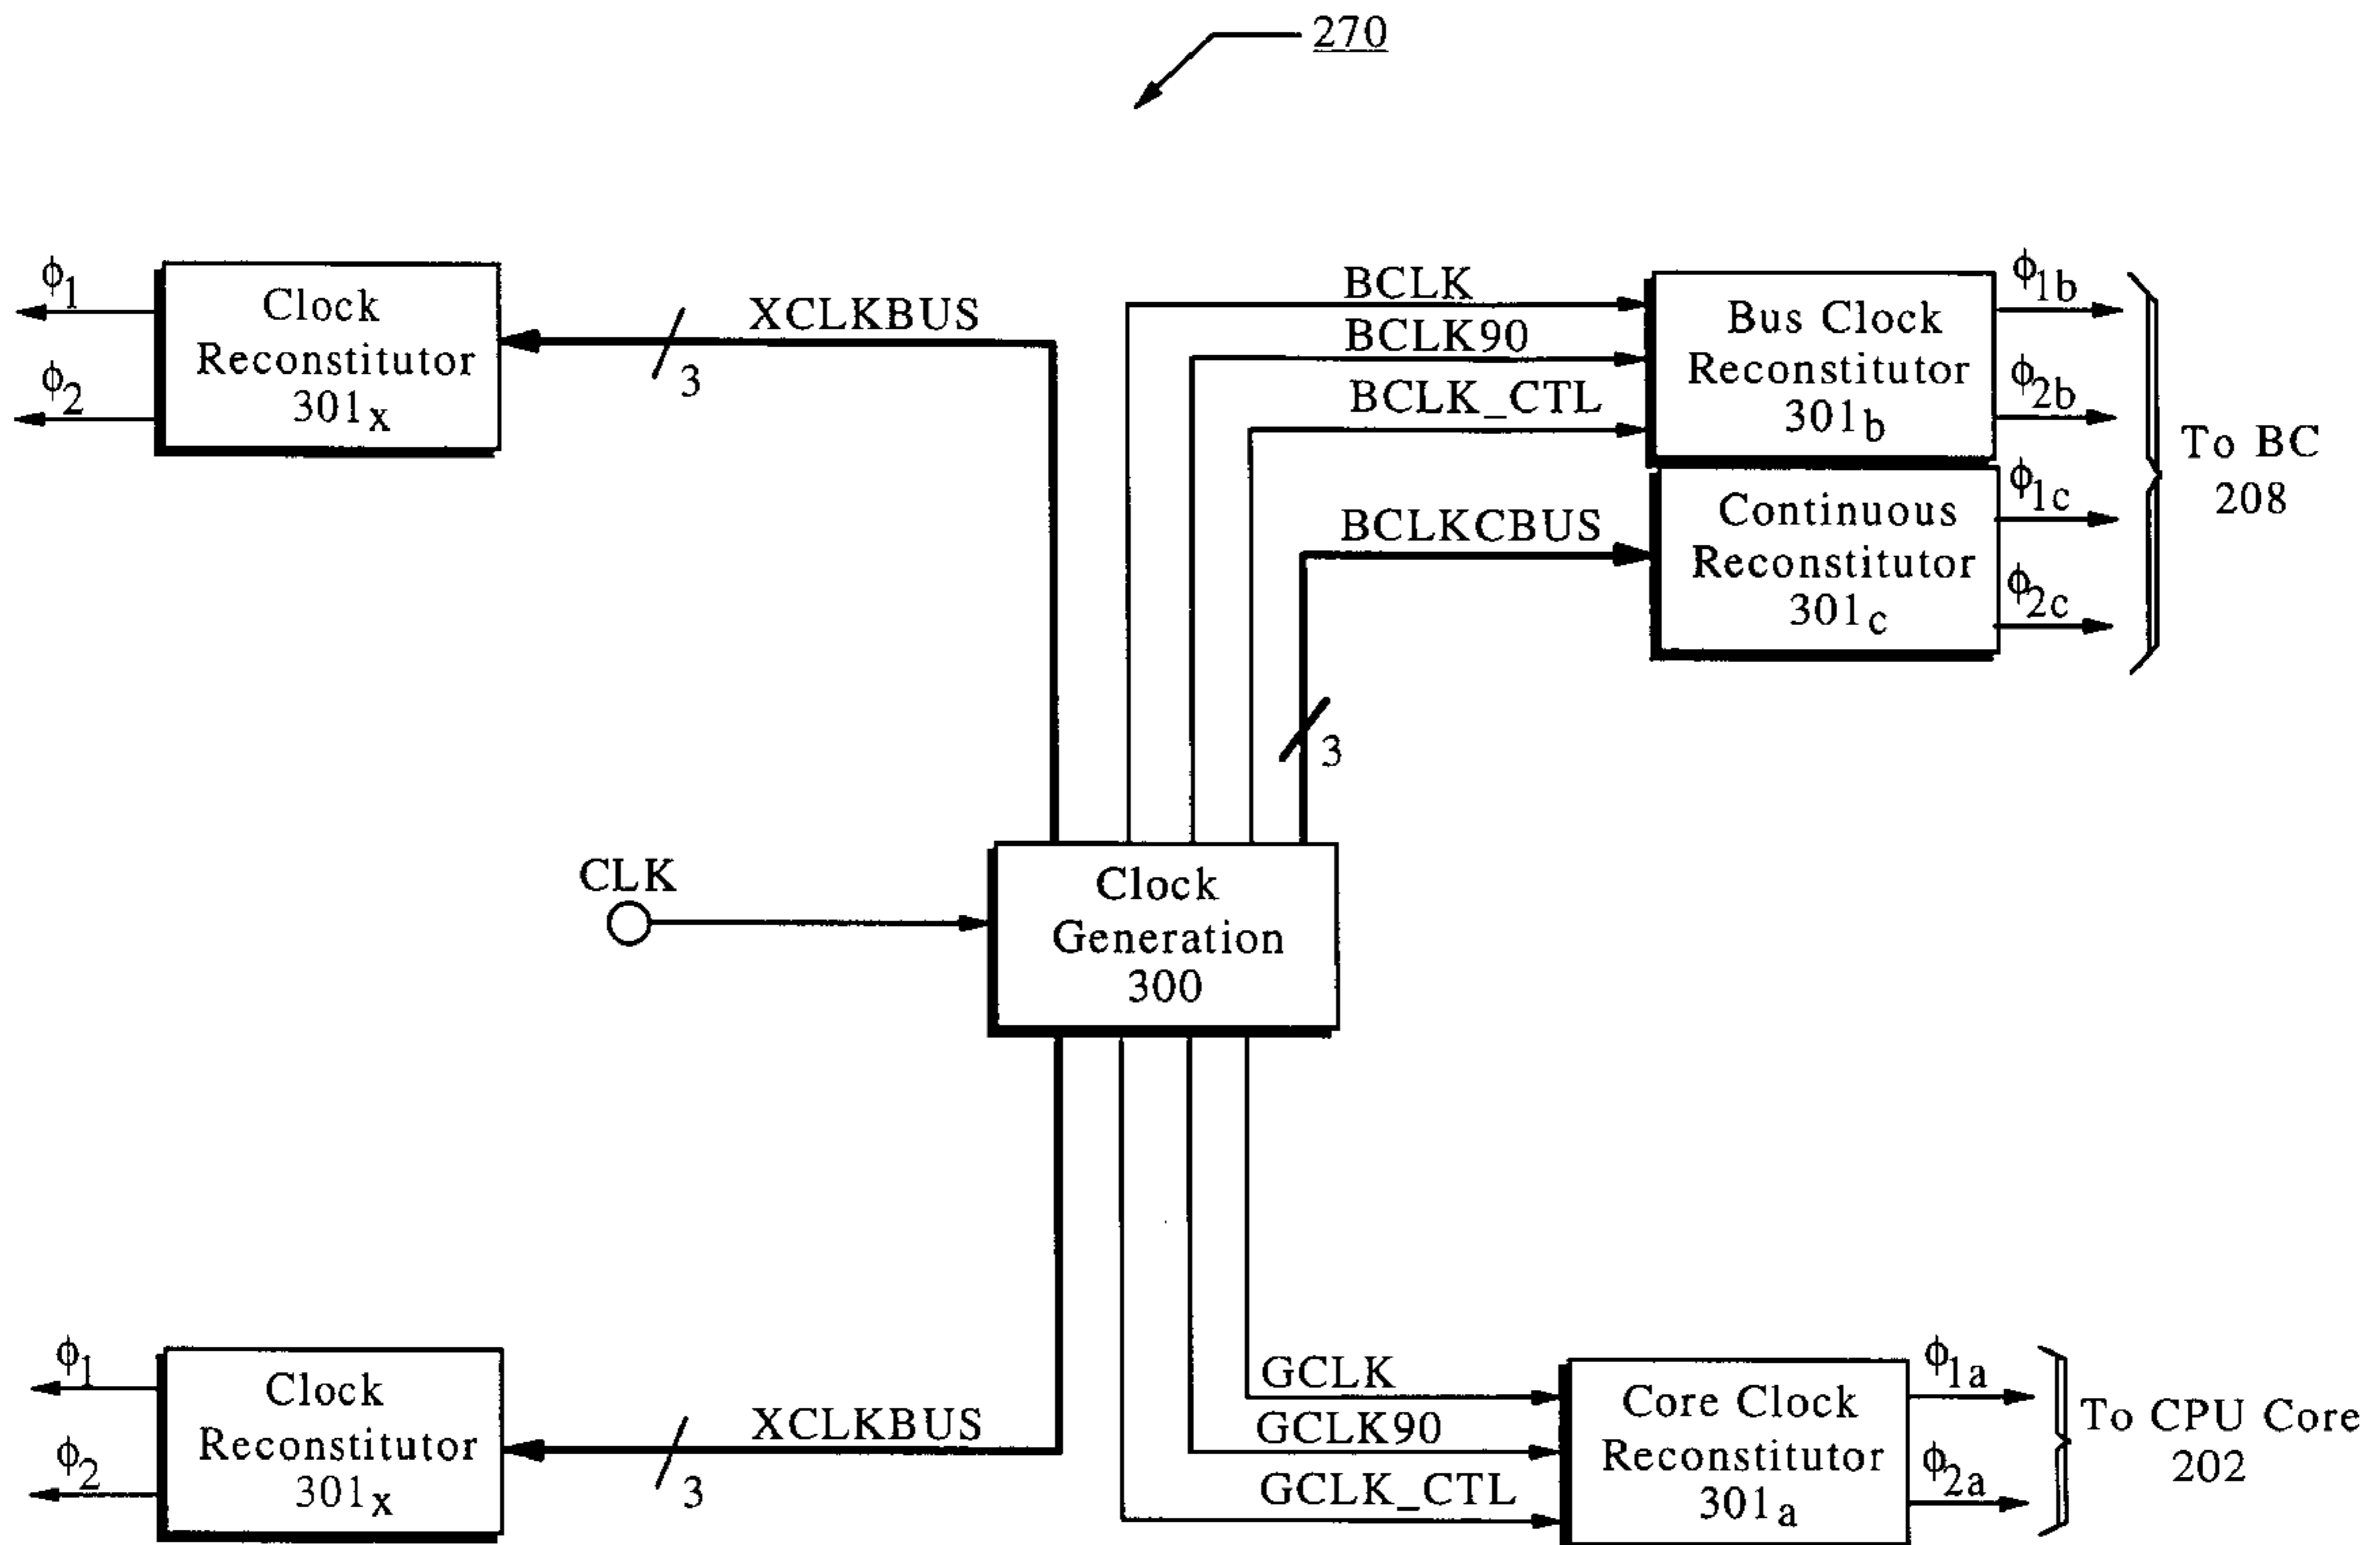 270
ϕ1
ϕ2
Clock
Reconstitutor
301x
XCLKBUS
3
BCLK
BCLK90
BCLK_CTL
BCLKCBUS
3
Bus Clock
Reconstitutor
301b
Continuous
Reconstitutor
301c
ϕ1b
ϕ2b
ϕ1c
ϕ2c
To BC
208
CLK
Clock
Generation
300
ϕ1
ϕ2
Clock
Reconstitutor
301x
XCLKBUS
3
GCLK
GCLK90
GCLK_CTL
Core Clock
Reconstitutor
301a
ϕ1a
ϕ2a
To CPU Core
202